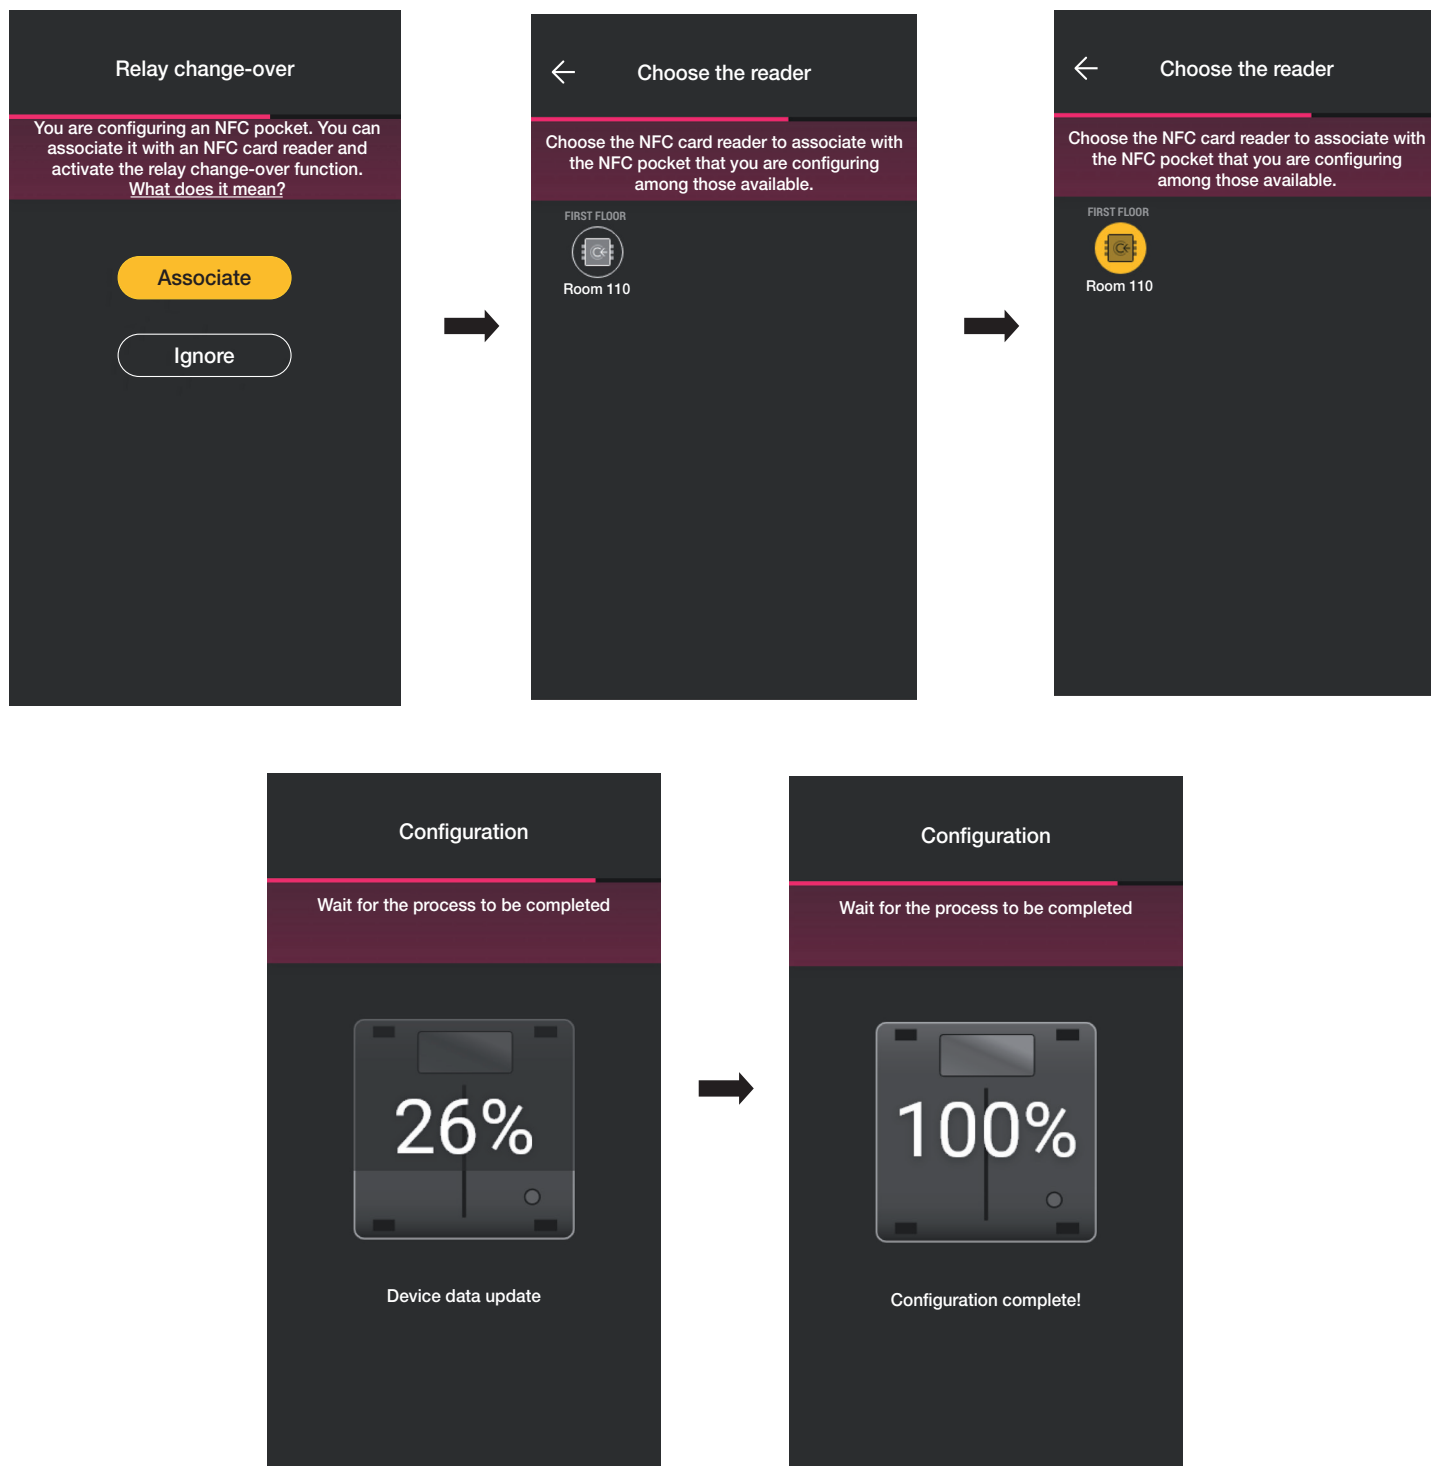 Relay change-over
You are configuring an NFC pocket. You can
associate it with an NFC card reader and
activate the relay change-over function.
What does it mean?
Associate
Ignore
Choose the reader
Choose the NFC card reader to associate with
the NFC pocket that you are configuring
among those available.
FIRST FLOOR
Room 110
Choose the reader
Choose the NFC card reader to associate with
the NFC pocket that you are configuring
among those available.
FIRST FLOOR
Room 110
Configuration
Wait for the process to be completed
26%
Device data update
Configuration
Wait for the process to be completed
100%
Configuration complete!